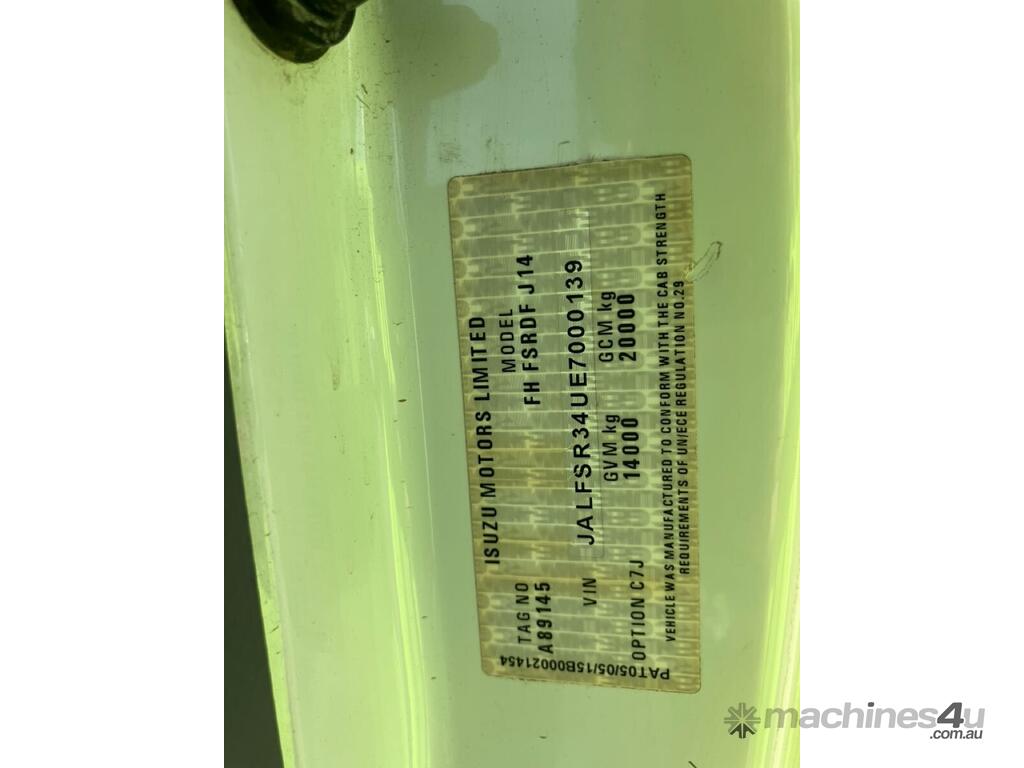 ISUZU MOTORS LIMITED
TAG NO MODEL
A89145 FH FSRDF J14
VIN JALFSR34UE7000139
GVM kg GCM kg
OPTION C7J 14000 20000
VEHICLE WAS MANUFACTURED TO CONFORM WITH THE CAB STRENGTH
REQUIREMENTS OF UN/ECE REGULATION NO.29
PAT05/05/15B00021454
machines4u
.com.au